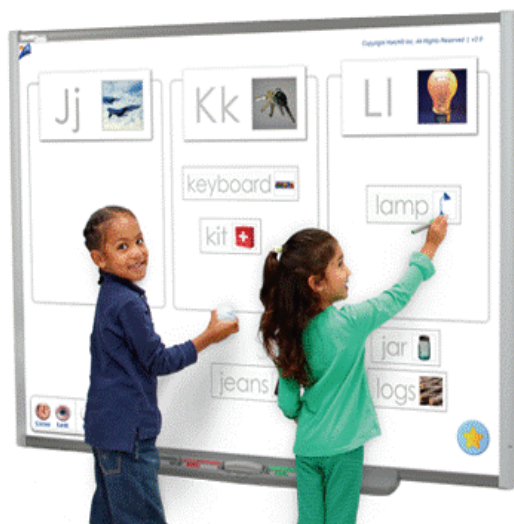 Copyright Hatch® Inc. All Rights Reserved | v2.0
Jj
Kk
Ll
keyboard
kit
lamp
jar
jeans
logs